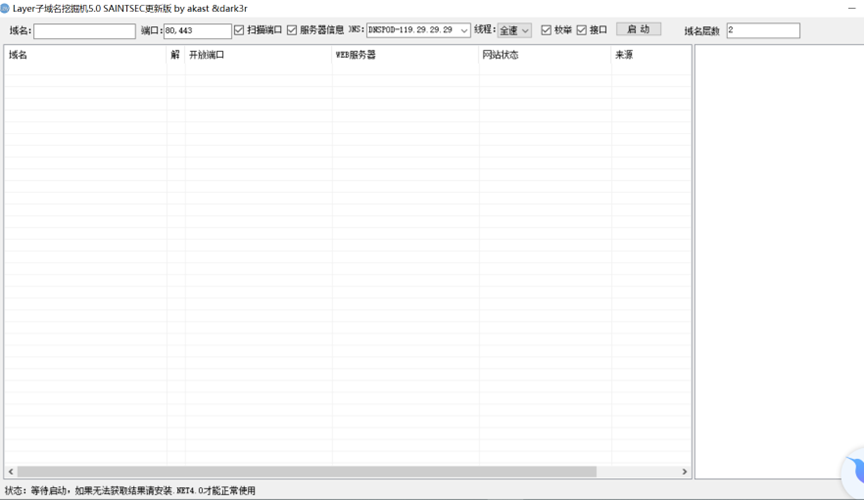 Layer子域名挖掘机5.0 SAINTSEC更新版 by akast &dark3r
域名: 端口: 80,443 扫描端口 服务器信息 DNS: DNSPOD-119.29.29.29 线程: 全速 枚举 接口 启 动 域名层数 2
域名 解 开放端口 WEB服务器 网站状态 来源
状态：等待启动，如果无法获取结果请安装.NET4.0才能正常使用